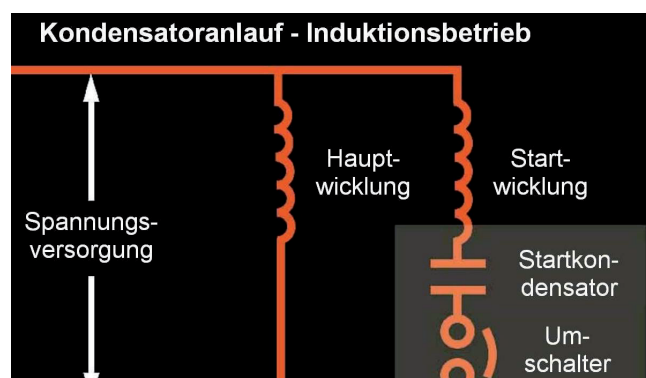 Kondensatoranlauf - Induktionsbetrieb
Haupt-
wicklung
Start-
wicklung
Spannungs-
versorgung
Startkon-
densator
Um-
schalter